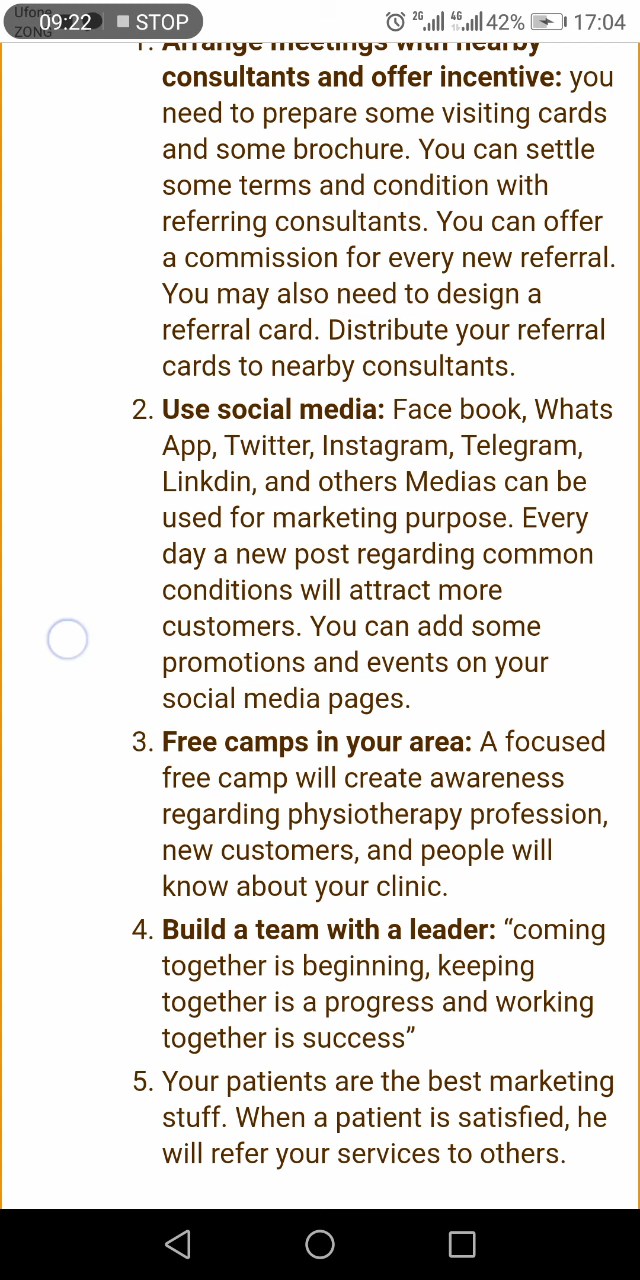 Ufone
ZONG
09:22 STOP
2G 4G 42% 17:04
1. Arrange meetings with nearby
consultants and offer incentive: you
need to prepare some visiting cards
and some brochure. You can settle
some terms and condition with
referring consultants. You can offer
a commission for every new referral.
You may also need to design a
referral card. Distribute your referral
cards to nearby consultants.
2. Use social media: Face book, Whats
App, Twitter, Instagram, Telegram,
Linkdin, and others Medias can be
used for marketing purpose. Every
day a new post regarding common
conditions will attract more
customers. You can add some
promotions and events on your
social media pages.
3. Free camps in your area: A focused
free camp will create awareness
regarding physiotherapy profession,
new customers, and people will
know about your clinic.
4. Build a team with a leader: “coming
together is beginning, keeping
together is a progress and working
together is success”
5. Your patients are the best marketing
stuff. When a patient is satisfied, he
will refer your services to others.